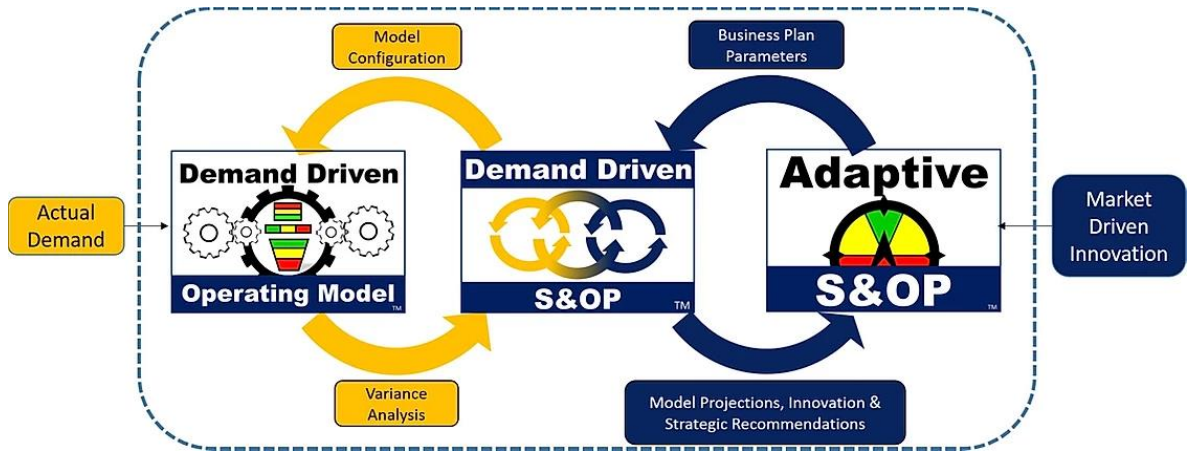 Model
Configuration
Business Plan
Parameters
Demand Driven
Operating Model
TM
Demand Driven
S&OP
TM
Adaptive
S&OP
TM
Actual
Demand
Market
Driven
Innovation
Variance
Analysis
Model Projections, Innovation &
Strategic Recommendations